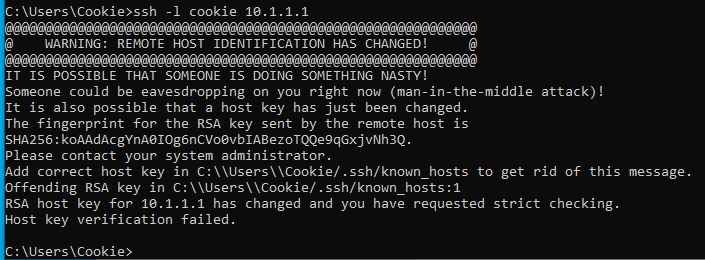 C:\Users\Cookie>ssh -l cookie 10.1.1.1
@@@@@@@@@@@@@@@@@@@@@@@@@@@@@@@@@@@@@@@@@@@@@@@@@@@@@@@@@@@
@    WARNING: REMOTE HOST IDENTIFICATION HAS CHANGED!     @
@@@@@@@@@@@@@@@@@@@@@@@@@@@@@@@@@@@@@@@@@@@@@@@@@@@@@@@@@@@
IT IS POSSIBLE THAT SOMEONE IS DOING SOMETHING NASTY!
Someone could be eavesdropping on you right now (man-in-the-middle attack)!
It is also possible that a host key has just been changed.
The fingerprint for the RSA key sent by the remote host is
SHA256:koAAdAcgYnA0IOg6nCVo0vbIABezoTQQe9qGxjvNh3Q.
Please contact your system administrator.
Add correct host key in C:\\Users\\Cookie/.ssh/known_hosts to get rid of this message.
Offending RSA key in C:\\Users\\Cookie/.ssh/known_hosts:1
RSA host key for 10.1.1.1 has changed and you have requested strict checking.
Host key verification failed.
C:\Users\Cookie>